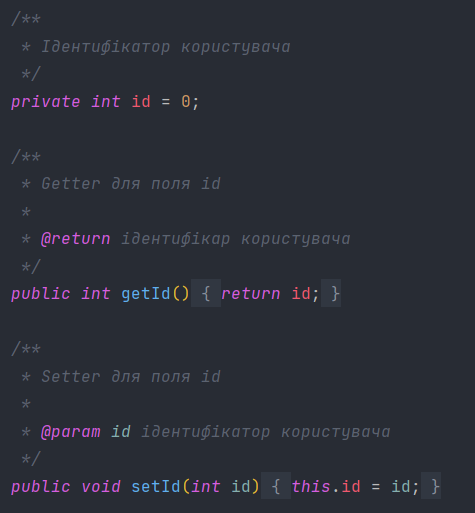 /**
 * Ідентифікатор користувача
 */
private int id = 0;
/**
 * Getter для поля id
 *
 * @return ідентифікар користувача
 */
public int getId() { return id; }
/**
 * Setter для поля id
 *
 * @param id ідентифікатор користувача
 */
public void setId(int id) { this.id = id; }